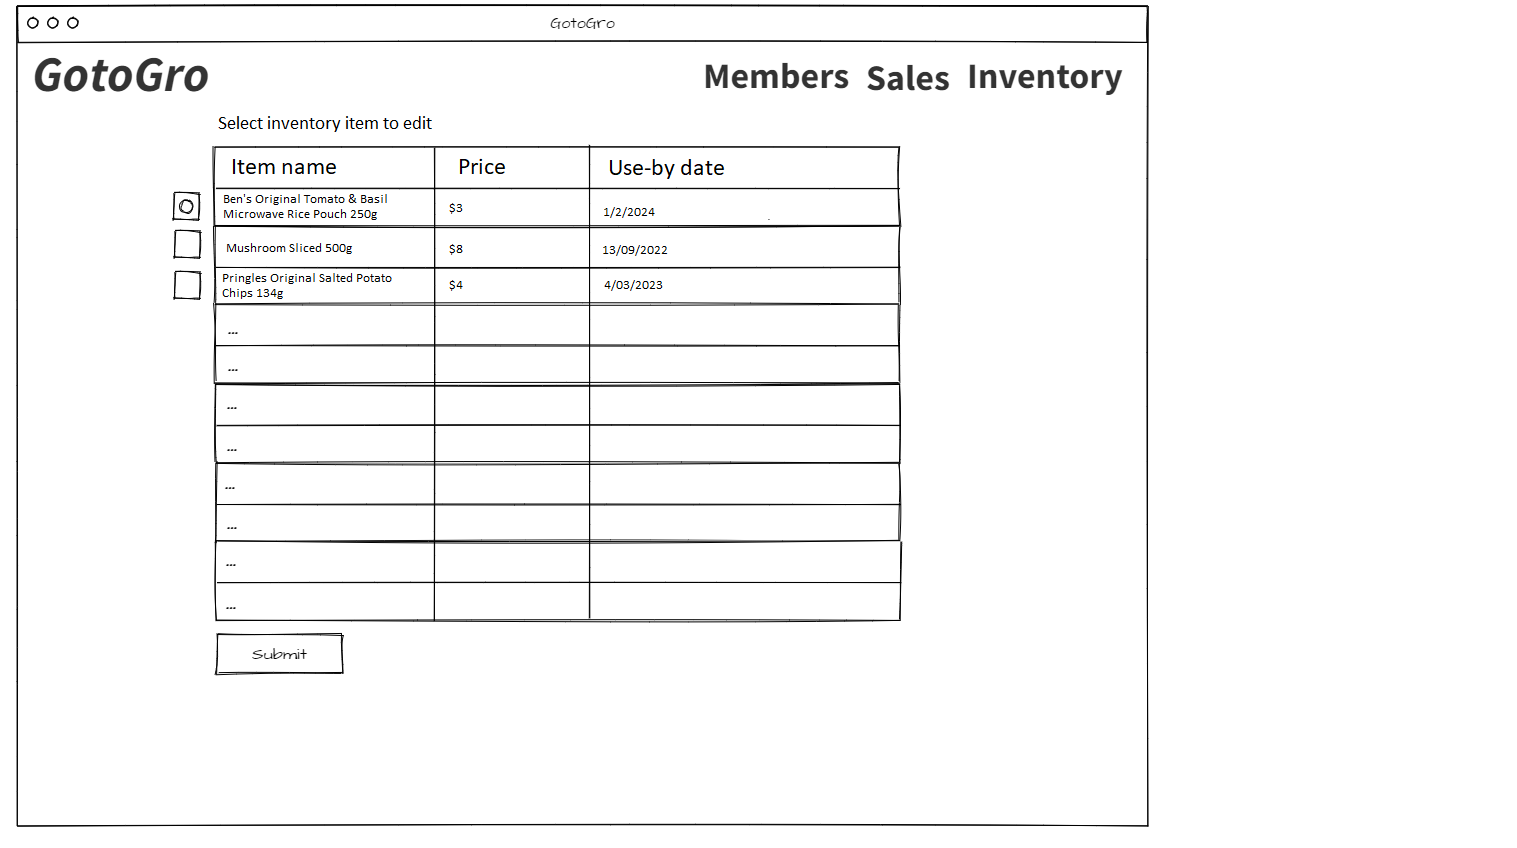 GotoGro
GotoGro
Members Sales Inventory
Select inventory item to edit
Item name Price Use-by date
Ben's Original Tomato & Basil
Microwave Rice Pouch 250g
$3
1/2/2024
Mushroom Sliced 500g
$8
13/09/2022
Pringles Original Salted Potato
Chips 134g
$4
4/03/2023
...
...
...
...
...
...
...
...
Submit